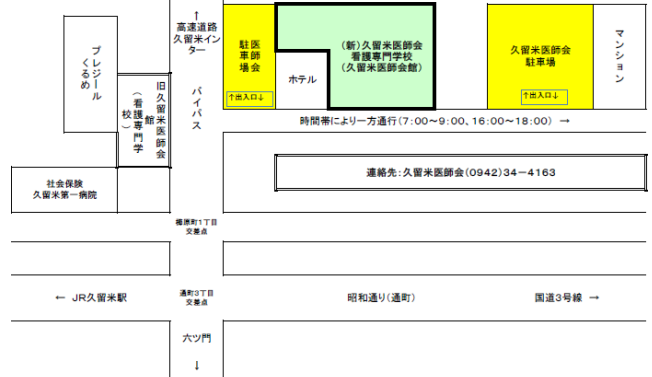 ↑
高速道路
久留米イン
ター
バイパス
プレジール
くるめ
旧久留米医師会
館
(看護専門学
校)
社会保険
久留米第一病院
医師会
駐車場
↑出入口↓
ホテル
(新)久留米医師会
看護専門学校
(久留米医師会館)
久留米医師会
駐車場
↑出入口↓
マンション
時間帯により一方通行(7:00～9:00、16:00～18:00) →
連絡先:久留米医師会(0942)34-4163
櫛原町1丁目
交差点
← JR久留米駅
通町3丁目
交差点
昭和通り(通町)
国道3号線 →
六ツ門
↓